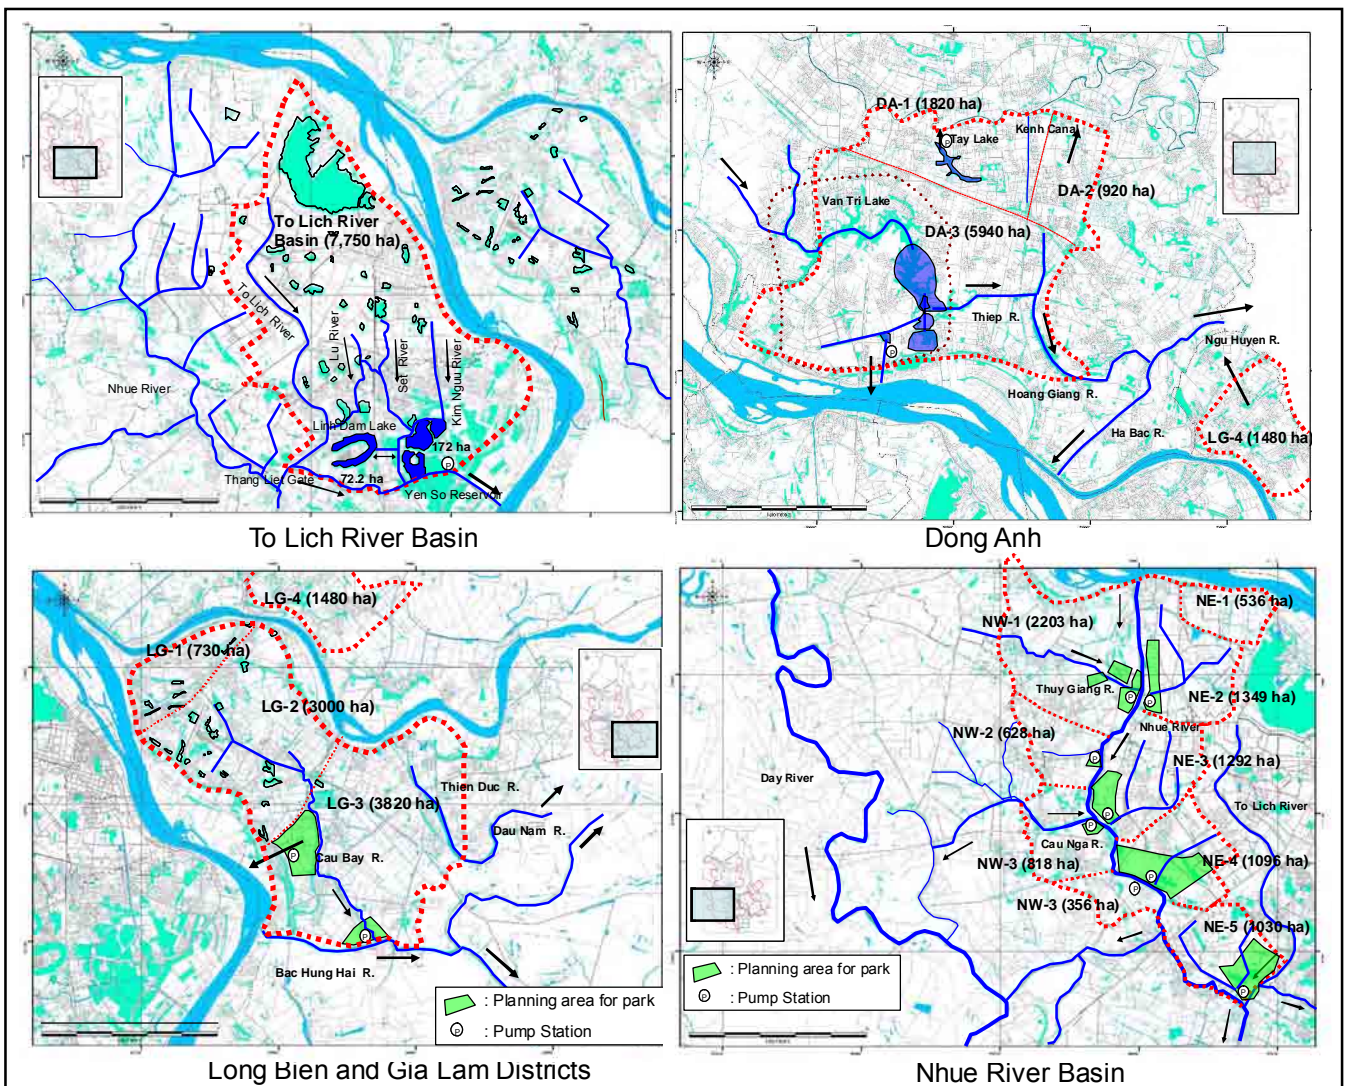 To Lich River
Basin (7,750 ha)
To Lich River
Lu River
Set River
Kim Nguu River
Nhue River
Linh Dam Lake
172 ha
72.2 ha
Thang Liet Gate
P
Yen So Reservoir
To Lich River Basin
DA-1 (1820 ha)
P
Tay Lake
Kenh Canal
DA-2 (920 ha)
Van Tri Lake
DA-3 (5940 ha)
Thiep R.
P
Ngu Huyen R.
Hoang Giang R.
Ha Bac R.
LG-4 (1480 ha)
Dong Anh
LG-4 (1480 ha)
LG-1 (730 ha)
LG-2 (3000 ha)
LG-3 (3820 ha)
Thien Duc R.
Dau Nam R.
Cau Bay R.
P
P
Bac Hung Hai R.
: Planning area for park
P : Pump Station
Long Bien and Gia Lam Districts
NE-1 (536 ha)
NW-1 (2203 ha)
Thuy Giang R.
P
P
NE-2 (1349 ha)
Nhue River
NW-2 (628 ha)
P
NE-3 (1292 ha)
Day River
To Lich River
P
P
Cau Nga R.
NW-3 (818 ha)
NE-4 (1096 ha)
P
P
NW-3 (356 ha)
NE-5 (1030 ha)
P
: Planning area for park
P : Pump Station
Nhue River Basin